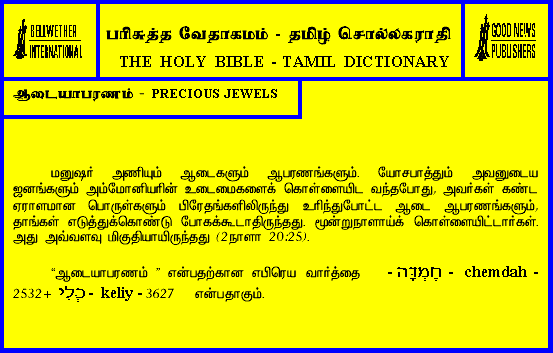 BELLWETHER
INTERNATIONAL
பரிசுத்த வேதாகமம் - தமிழ் சொல்லகராதி
THE HOLY BIBLE - TAMIL DICTIONARY
GOOD NEWS
PUBLISHERS
ஆடையாபரணம் - PRECIOUS JEWELS
மனுஷர் அணியும் ஆடைகளும் ஆபரணங்களும். யோசபாத்தும் அவனுடைய
ஜனங்களும் அம்மோனியரின் உடைமைகளைக் கொள்ளையிட வந்தபோது, அவர்கள் கண்ட
ஏராளமான பொருள்களும் பிரேதங்களிலிருந்து உரிந்துபோட்ட ஆடை ஆபரணங்களும்,
தாங்கள் எடுத்துக்கொண்டு போகக்கூடாதிருந்தது. மூன்றுநாளாய்க் கொள்ளையிட்டார்கள்.
அது அவ்வளவு மிகுதியாயிருந்தது (2நாளா 20:25).
“ஆடையாபரணம் ” என்பதற்கான எபிரெய வார்த்தை - חֶמְדָּה - chemdah -
2532+ כְּלִי - keliy - 3627 என்பதாகும்.